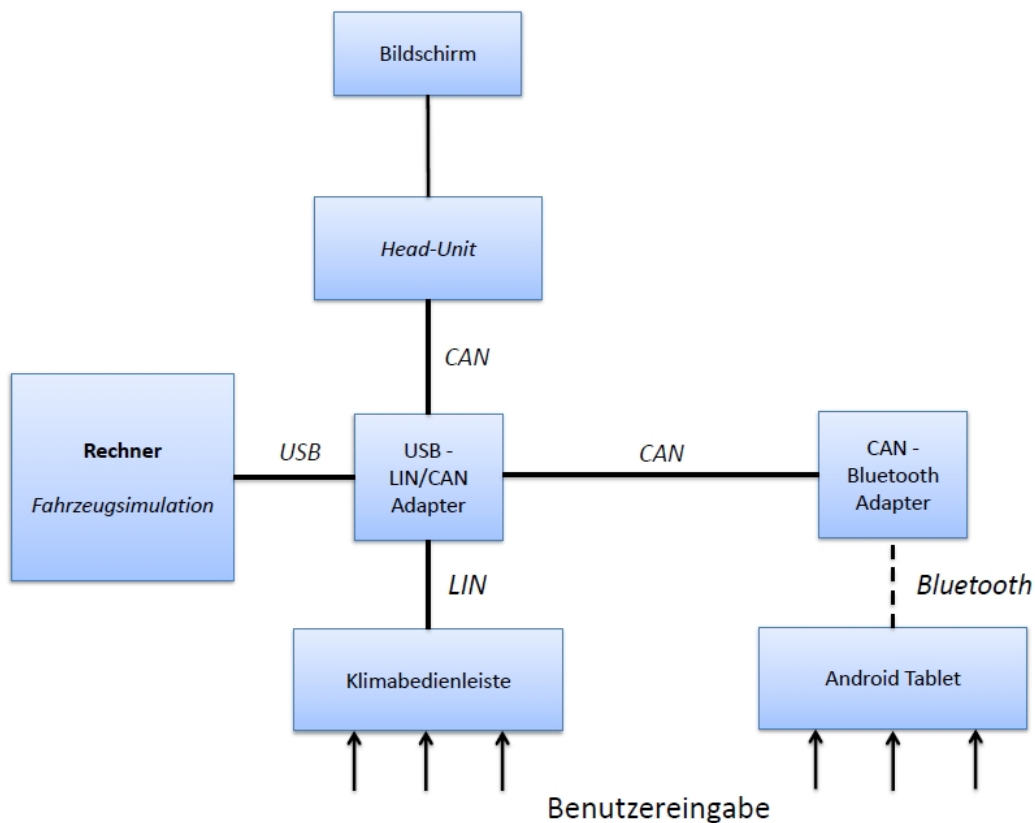 Bildschirm
Head-Unit
CAN
Rechner
Fahrzeugsimulation
USB
USB -
LIN/CAN
Adapter
CAN
CAN -
Bluetooth
Adapter
LIN
Bluetooth
Klimabedienleiste
Android Tablet
Benutzereingabe